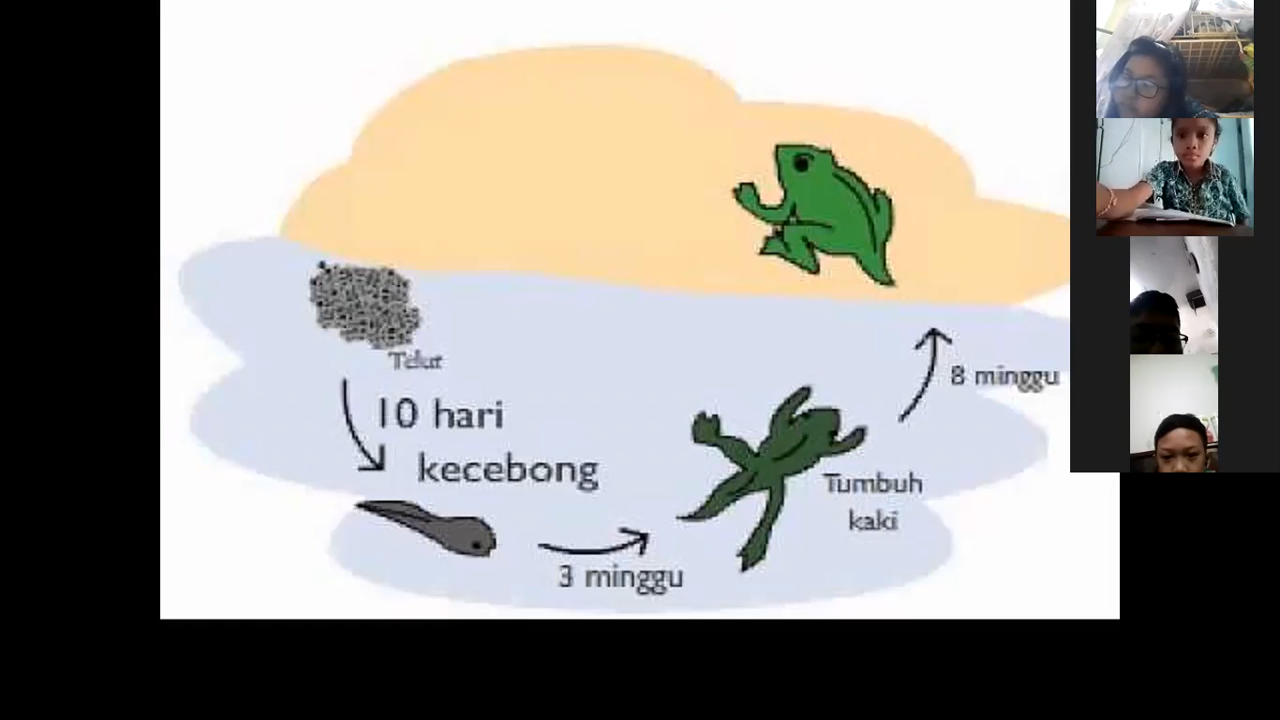 Telur
10 hari
kecebong
3 minggu
Tumbuh
kaki
8 minggu